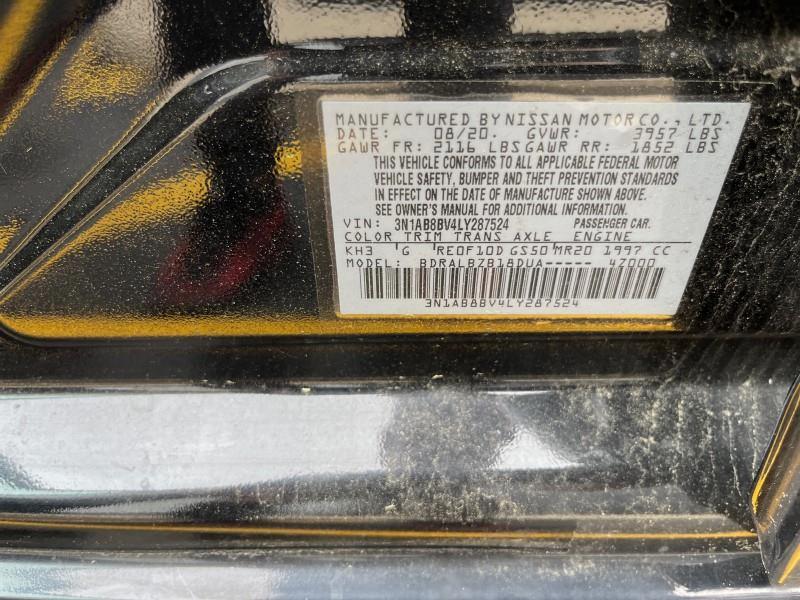 MANUFACTURED BY NISSAN MOTOR CO., LTD.
DATE: 08/20. GVWR: 3957 LBS
GAWR FR: 2116 LBS GAWR RR: 1852 LBS
THIS VEHICLE CONFORMS TO ALL APPLICABLE FEDERAL MOTOR
VEHICLE SAFETY, BUMPER AND THEFT PREVENTION STANDARDS
IN EFFECT ON THE DATE OF MANUFACTURE SHOWN ABOVE.
SEE OWNER'S MANUAL FOR ADDITIONAL INFORMATION.
VIN: 3N1AB8BV4LY287524 PASSENGER CAR.
COLOR TRIM TRANS AXLE ENGINE
KH3 'G 'RE0F10D GS50'MR20 1997 CC
MODEL: BDRALBZB18DUA----- 47000
3N1AB8BV4LY287524